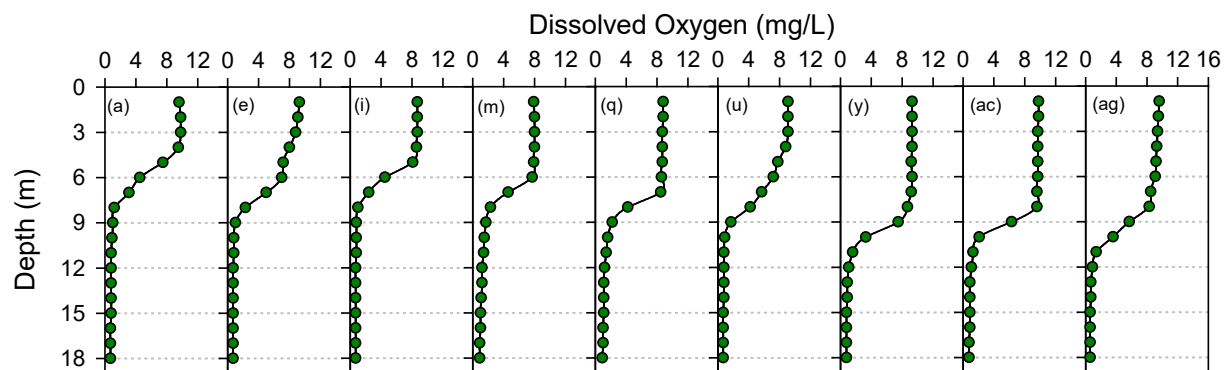 Dissolved Oxygen (mg/L)
0 4 8 12 0 4 8 12 0 4 8 12 0 4 8 12 0 4 8 12 0 4 8 12 0 4 8 12 0 4 8 12 0 4 8 12 16
0
(a) (e) (i) (m) (q) (u) (y) (ac) (ag)
3
6
9
12
15
18
Depth (m)